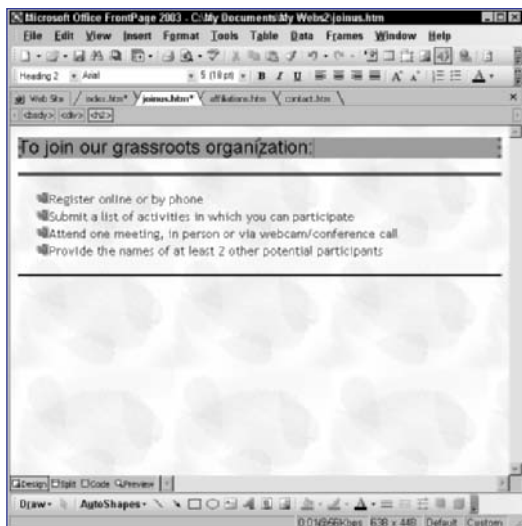 Microsoft Office FrontPage 2003 - C:\My Documents\My Webs2\joinus.htm
File Edit View Insert Format Tools Table Data Frames Window Help
Heading 2 Arial 5 (18 pt) B I U A A A
Web Site index.htm* joinus.htm* affiliations.htm contact.htm
<body> <div> <h2>
To join our grassroots organization:
Register online or by phone
Submit a list of activities in which you can participate
Attend one meeting, in person or via webcam/conference call
Provide the names of at least 2 other potential participants
Design Split Code Preview
Draw AutoShapes A
638 x 448 Default Custom